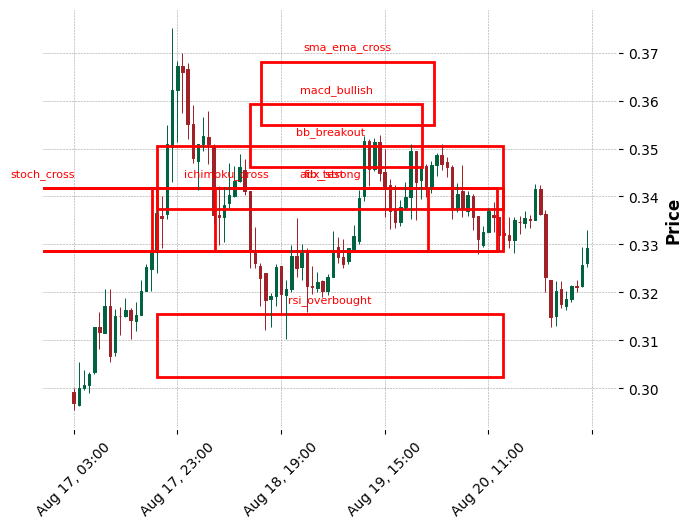 sma_ema_cross
0.37
macd_bullish
0.36
bb_breakout
0.35
stoch_cross
0.34
Price
0.33
rsi_overbought
0.32
0.31
0.30
Aug 17, 03:00
Aug 17, 23:00
Aug 18, 19:00
Aug 19, 15:00
Aug 20, 11:00